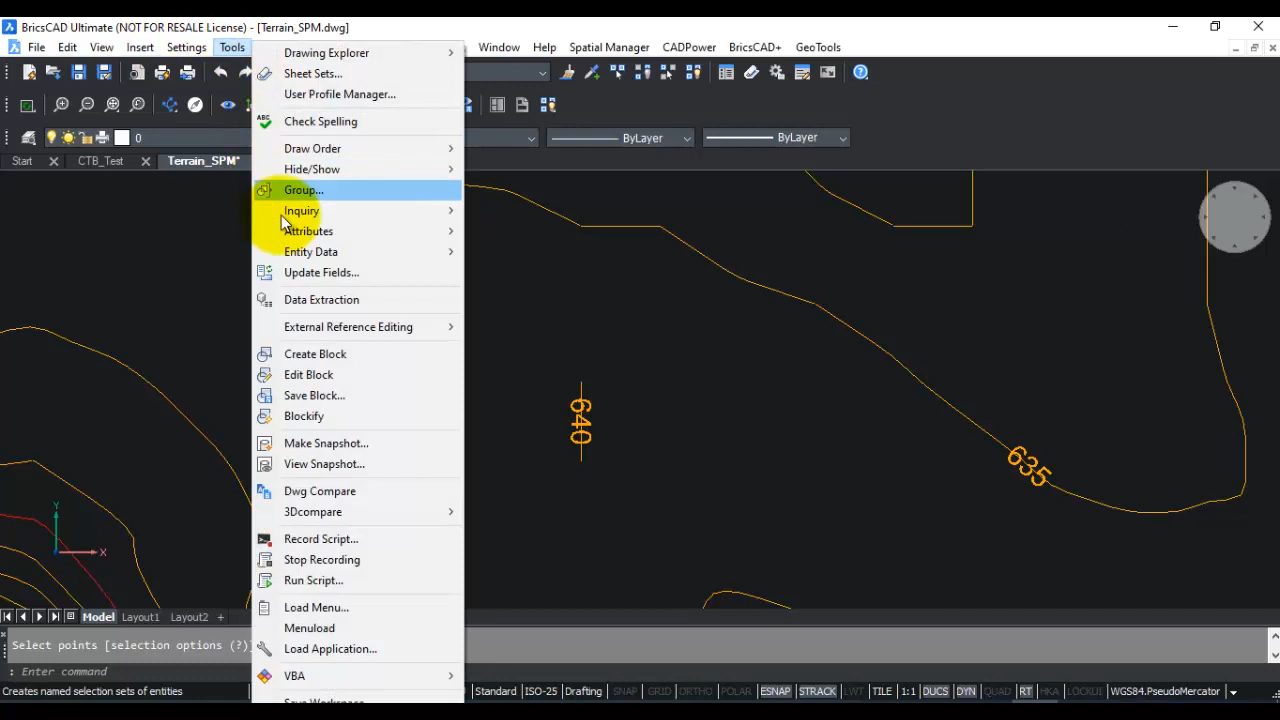 BricsCAD Ultimate (NOT FOR RESALE License) - [Terrain_SPM.dwg]
File Edit View Insert Settings Tools Window Help Spatial Manager CADPower BricsCAD+ GeoTools
0 ByLayer ByLayer
Start CTB_Test Terrain_SPM*
Drawing Explorer
Sheet Sets...
User Profile Manager...
ABC Check Spelling
Draw Order
Hide/Show
Group...
Inquiry
Attributes
Entity Data
Update Fields...
Data Extraction
External Reference Editing
Create Block
Edit Block
Save Block...
Blockify
Make Snapshot...
View Snapshot...
Dwg Compare
3Dcompare
Record Script...
Stop Recording
Run Script...
Load Menu...
Menuload
Load Application...
VBA
640
635
Y
X
Model Layout1 Layout2 +
Select points [selection options (?)]
: Enter command
Creates named selection sets of entities
Standard ISO-25 Drafting SNAP GRID ORTHO POLAR ESNAP STRACK LWT TILE 1:1 DUCS DYN QUAD RT HKA LOCKUI WGS84.PseudoMercator